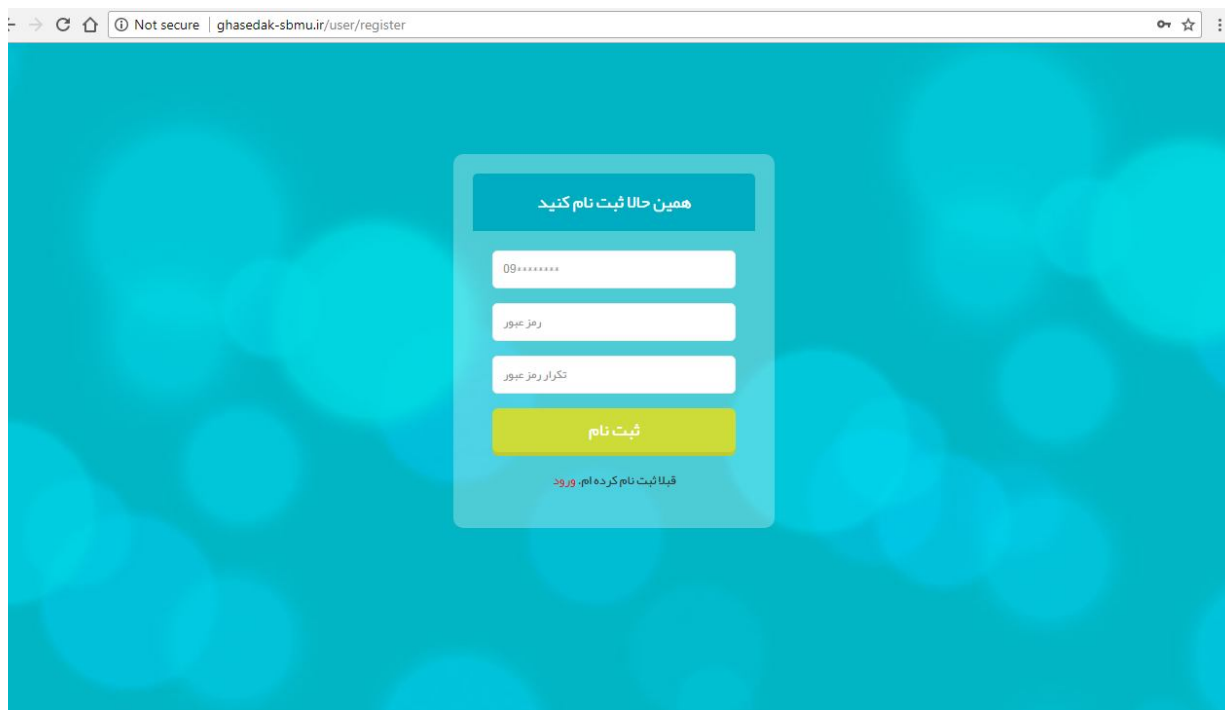 Not secure | ghasedak-sbmu.ir/user/register
همین حالا ثبت نام کنید
09********
رمز عبور
تکرار رمز عبور
ثبت نام
قبلا ثبت نام کرده ام. ورود